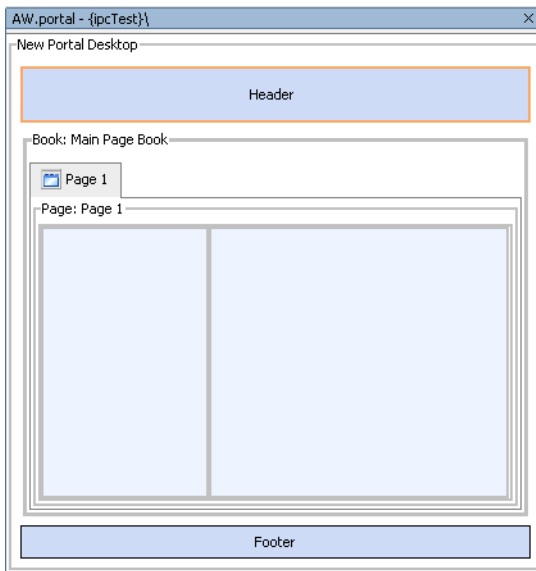 AW.portal - {ipcTest}\
New Portal Desktop
Header
Book: Main Page Book
Page 1
Page: Page 1
Footer